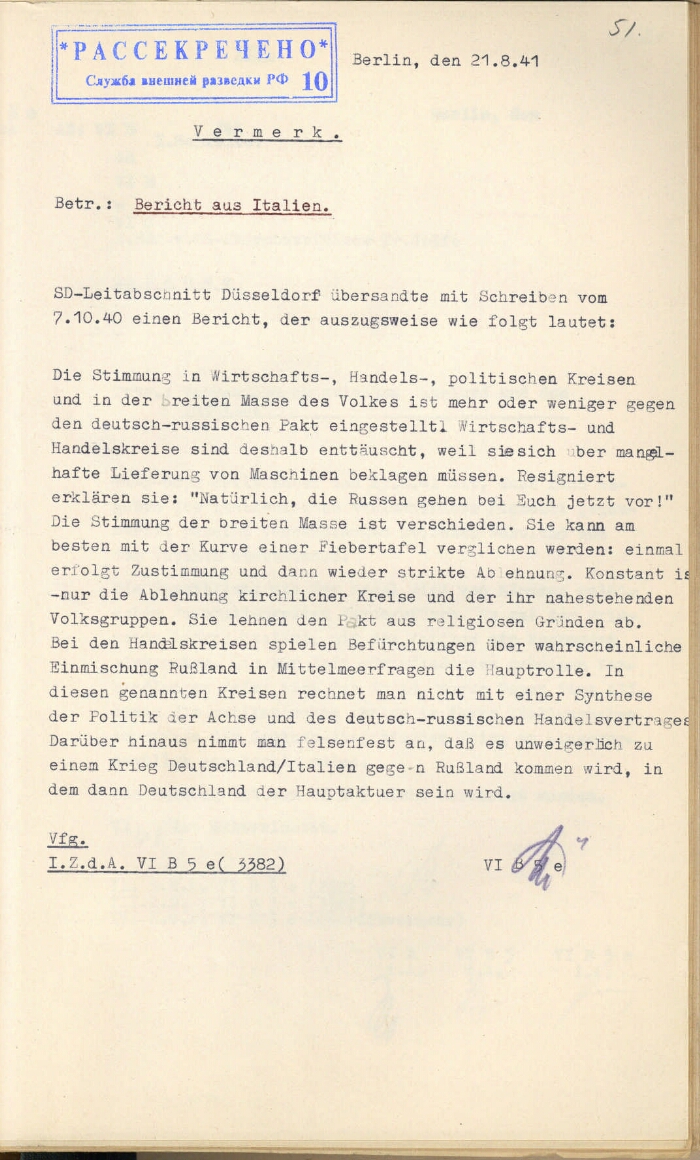 51.
*РАССЕКРЕЧЕНО*
Служба внешней разведки РФ 10
Berlin, den 21.8.41
V e r m e r k .
Betr.: Bericht aus Italien.
SD-Leitabschnitt Düsseldorf übersandte mit Schreiben vom
7.10.40 einen Bericht, der auszugsweise wie folgt lautet:
Die Stimmung in Wirtschafts-, Handels-, politischen Kreisen
und in der breiten Masse des Volkes ist mehr oder weniger gegen
den deutsch-russischen Pakt eingestelltl Wirtschafts- und
Handelskreise sind deshalb enttäuscht, weil siesich über mangel-
hafte Lieferung von Maschinen beklagen müssen. Resigniert
erklären sie: "Natürlich, die Russen gehen bei Euch jetzt vor!"
Die Stimmung der breiten Masse ist verschieden. Sie kann am
besten mit der Kurve einer Fiebertafel verglichen werden: einmal
erfolgt Zustimmung und dann wieder strikte Ablehnung. Konstant is
-nur die Ablehnung kirchlicher Kreise und der ihr nahestehenden
Volksgruppen. Sie lehnen den Pakt aus religiosen Gründen ab.
Bei den Handelskreisen spielen Befürchtungen über wahrscheinliche
Einmischung Rußland in Mittelmeerfragen die Hauptrolle. In
diesen genannten Kreisen rechnet man nicht mit einer Synthese
der Politik der Achse und des deutsch-russischen Handelsvertrages
Darüber hinaus nimmt man felsenfest an, daß es unweigerlich zu
einem Krieg Deutschland/Italien gege-n Rußland kommen wird, in
dem dann Deutschland der Hauptaktuer sein wird.
Vfg.
I.Z.d.A. VI B 5 e( 3382)
VI B 5 e